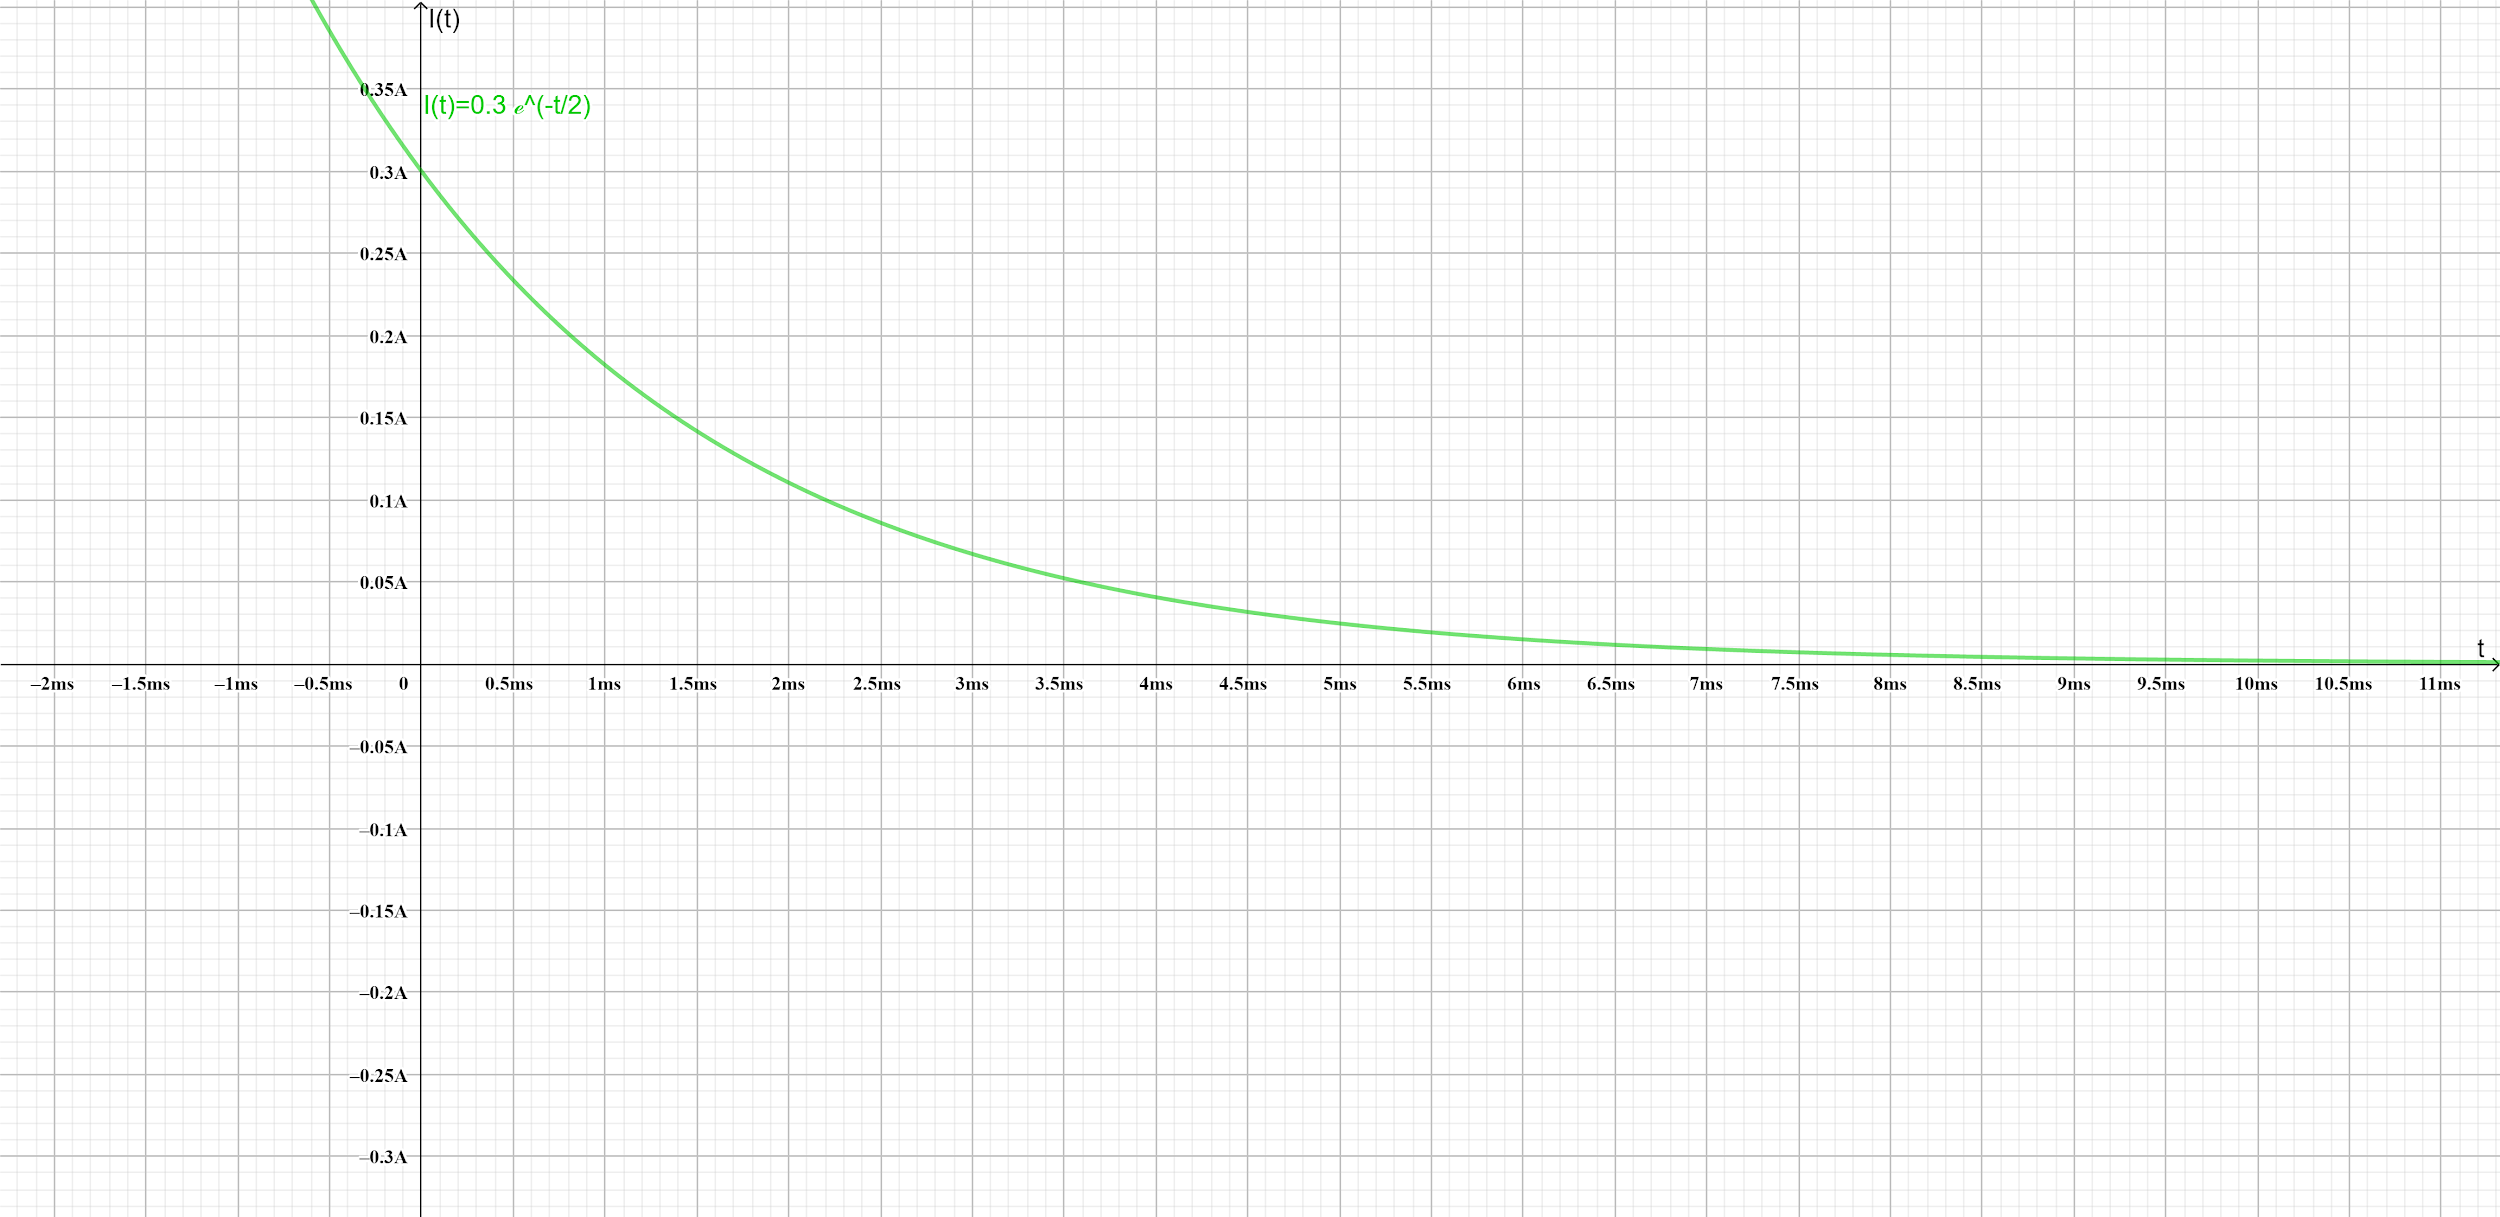 I(t)
0.35A
I(t)=0.3 ℯ^(-t/2)
0.3A
0.25A
0.2A
0.15A
0.1A
0.05A
t
–2ms –1.5ms –1ms –0.5ms 0 0.5ms 1ms 1.5ms 2ms 2.5ms 3ms 3.5ms 4ms 4.5ms 5ms 5.5ms 6ms 6.5ms 7ms 7.5ms 8ms 8.5ms 9ms 9.5ms 10ms 10.5ms 11ms
–0.05A
–0.1A
–0.15A
–0.2A
–0.25A
–0.3A